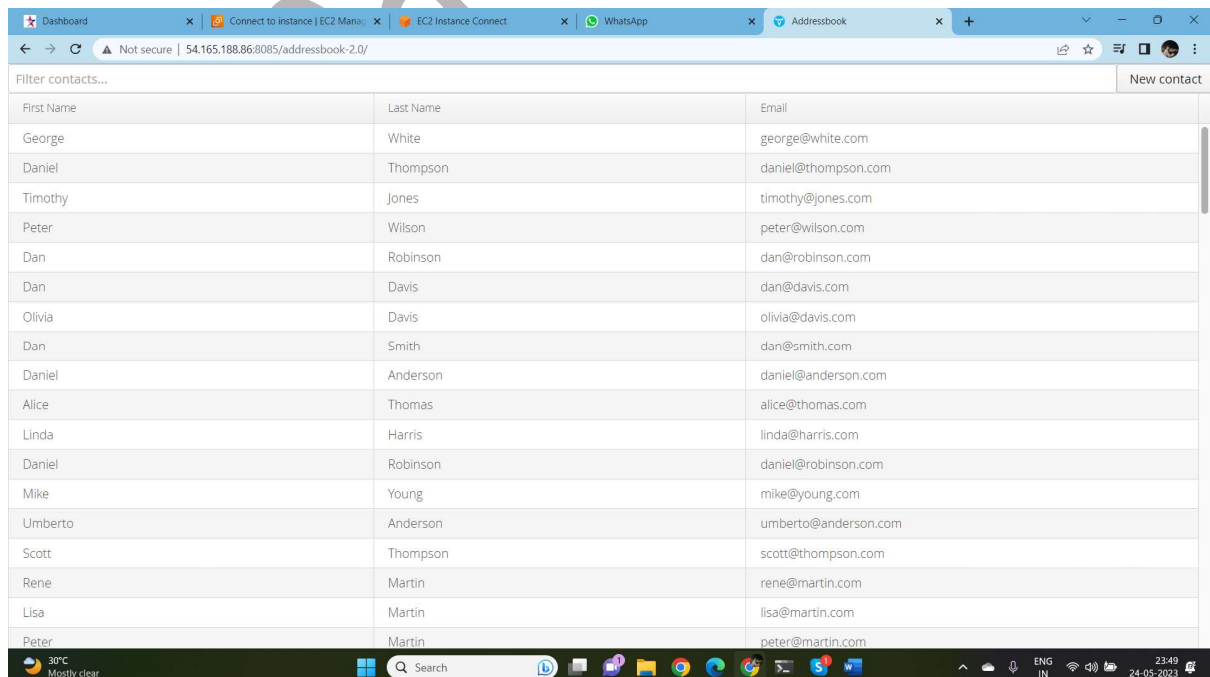 Dashboard Connect to instance | EC2 Manag EC2 Instance Connect WhatsApp Addressbook
Not secure | 54.165.188.86:8085/addressbook-2.0/
Filter contacts... New contact
First Name Last Name Email
George White george@white.com
Daniel Thompson daniel@thompson.com
Timothy Jones timothy@jones.com
Peter Wilson peter@wilson.com
Dan Robinson dan@robinson.com
Dan Davis dan@davis.com
Olivia Davis olivia@davis.com
Dan Smith dan@smith.com
Daniel Anderson daniel@anderson.com
Alice Thomas alice@thomas.com
Linda Harris linda@harris.com
Daniel Robinson daniel@robinson.com
Mike Young mike@young.com
Umberto Anderson umberto@anderson.com
Scott Thompson scott@thompson.com
Rene Martin rene@martin.com
Lisa Martin lisa@martin.com
Peter Martin peter@martin.com
30°C Search ENG 23:49
Mostly clear IN 24-05-2023